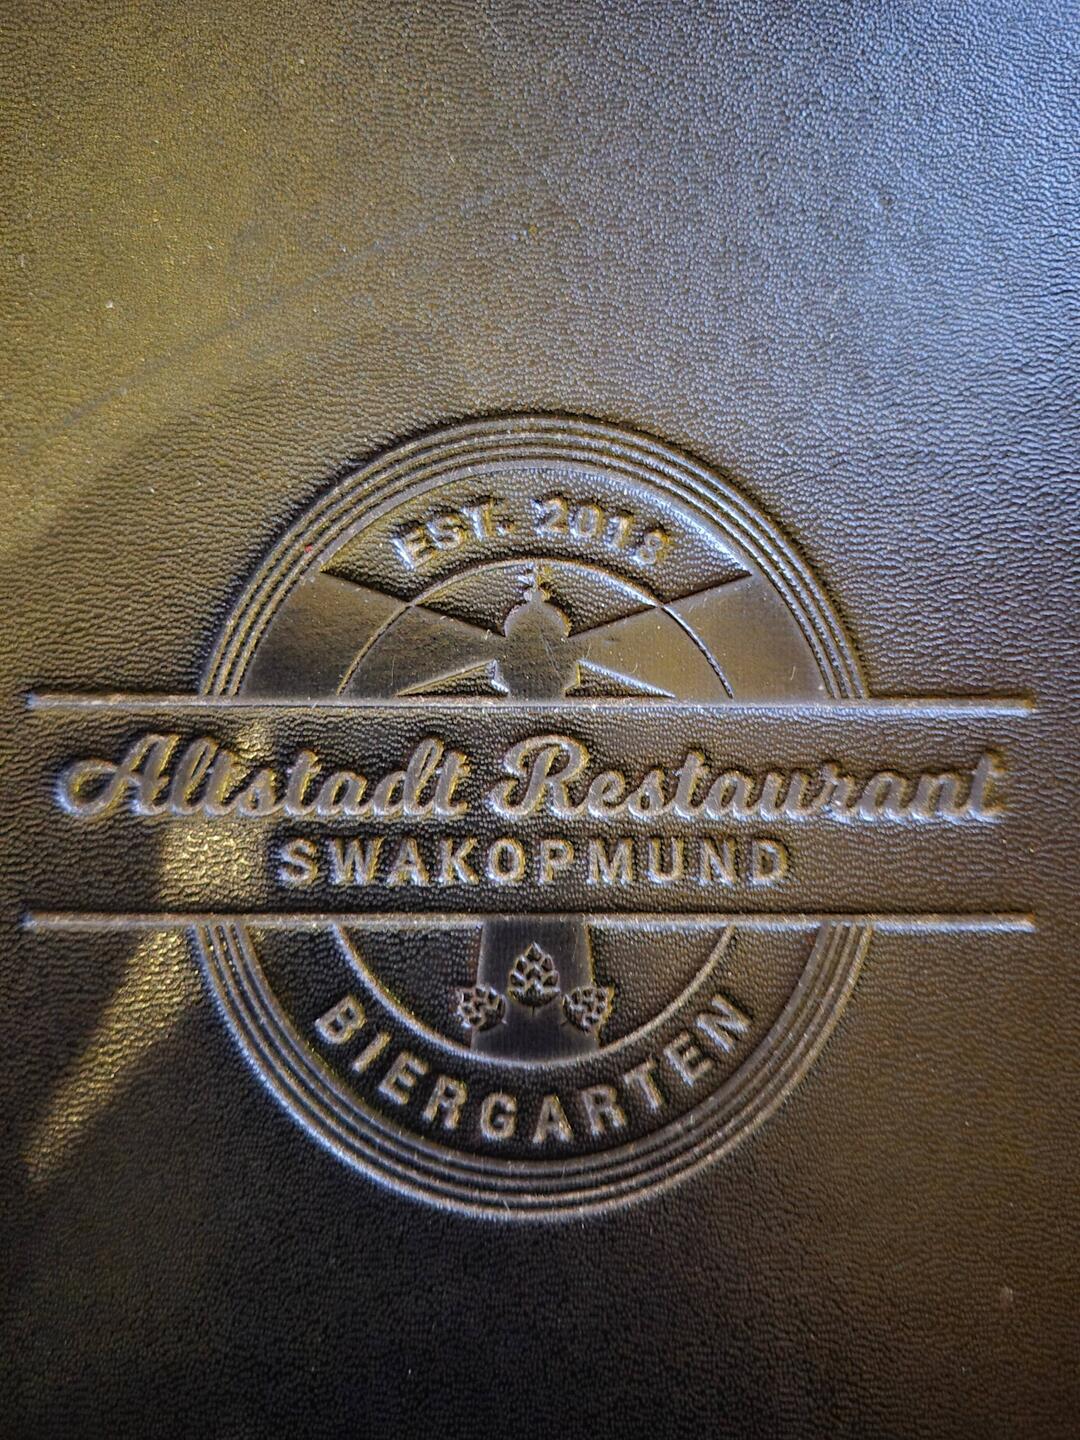 EST. 2018
Altstadt Restaurant
SWAKOPMUND
BIERGARTEN